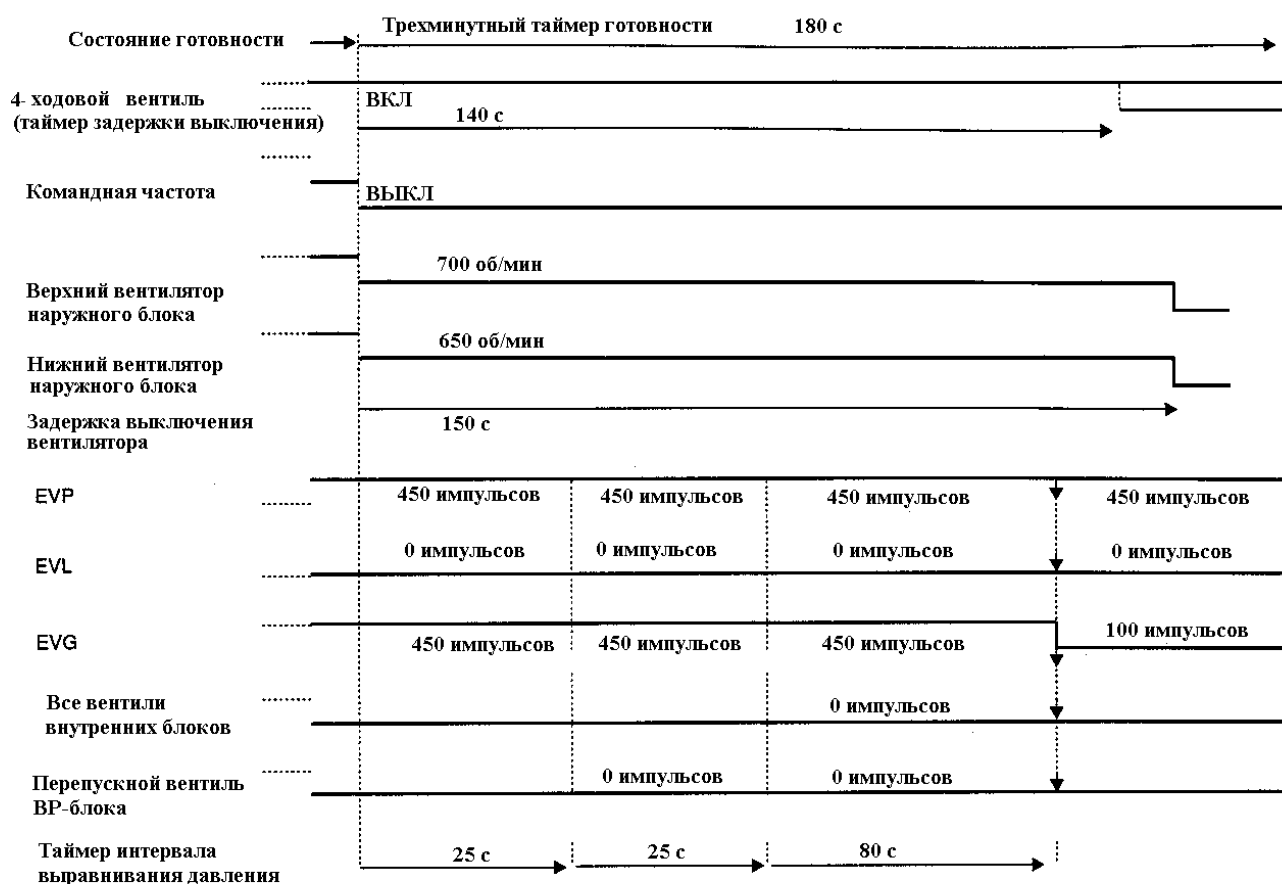 Трехминутный таймер готовности 180 с
Состояние готовности
4- ходовой вентиль
(таймер задержки выключения)
ВКЛ
140 с
Командная частота
ВЫКЛ
700 об/мин
Верхний вентилятор
наружного блока
650 об/мин
Нижний вентилятор
наружного блока
Задержка выключения
вентилятора
150 с
EVP
450 импульсов 450 импульсов 450 импульсов 450 импульсов
EVL
0 импульсов 0 импульсов 0 импульсов 0 импульсов
EVG
450 импульсов 450 импульсов 450 импульсов 100 импульсов
Все вентили
внутренних блоков
0 импульсов
Перепускной вентиль
ВР-блока
0 импульсов 0 импульсов
Таймер интервала
выравнивания давления
25 с 25 с 80 с